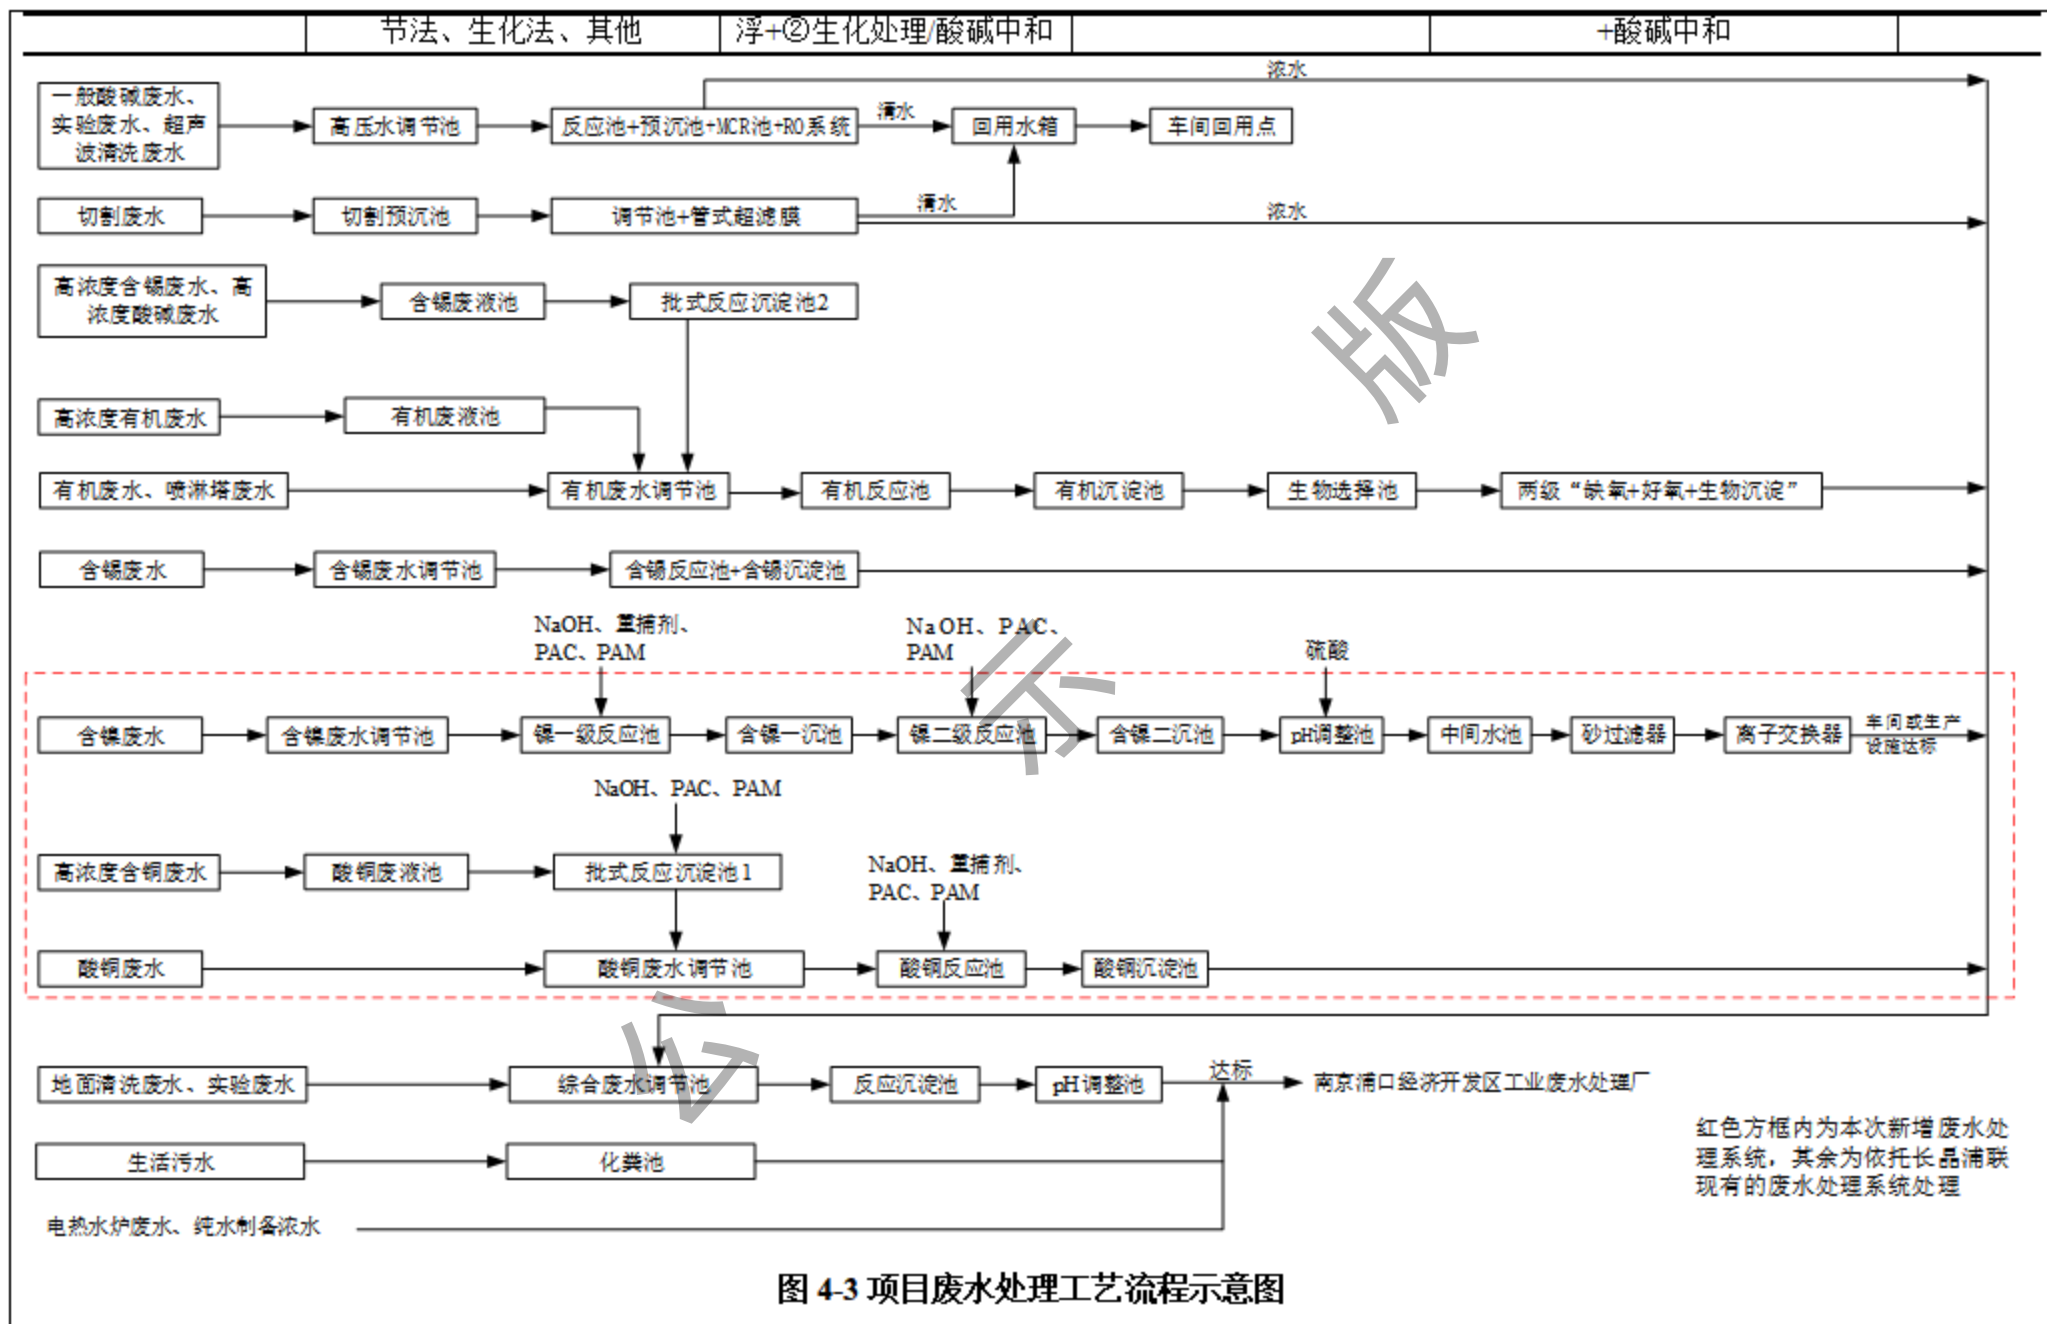 节法、生化法、其他
浮+②生化处理/酸碱中和
+酸碱中和
浓水
一般酸碱废水、
实验废水、超声
波清洗废水
高压水调节池
反应池+预沉池+MCR池+RO系统
清水
回用水箱
车间回用点
切割废水
切割预沉池
调节池+管式超滤膜
清水
浓水
高浓度含锡废水、高
浓度酸碱废水
含锡废液池
批式反应沉淀池2
高浓度有机废水
有机废液池
有机废水、喷淋塔废水
有机废水调节池
有机反应池
有机沉淀池
生物选择池
两级“缺氧+好氧+生物沉淀”
含锡废水
含锡废水调节池
含锡反应池+含锡沉淀池
NaOH、重捕剂、
PAC、PAM
NaOH、PAC、
PAM
硫酸
含镍废水
含镍废水调节池
镍一级反应池
含镍一沉池
镍二级反应池
含镍二沉池
pH调整池
中间水池
砂过滤器
离子交换器
车间或生产
设施达标
NaOH、PAC、PAM
高浓度含铜废水
酸铜废液池
批式反应沉淀池1
NaOH、重捕剂、
PAC、PAM
酸铜废水
酸铜废水调节池
酸铜反应池
酸铜沉淀池
地面清洗废水、实验废水
综合废水调节池
反应沉淀池
pH调整池
达标
南京浦口经济开发区工业废水处理厂
生活污水
化粪池
电热水炉废水、纯水制备浓水
红色方框内为本次新增废水处
理系统，其余为依托长晶浦联
现有的废水处理系统处理
公示版
图 4-3 项目废水处理工艺流程示意图